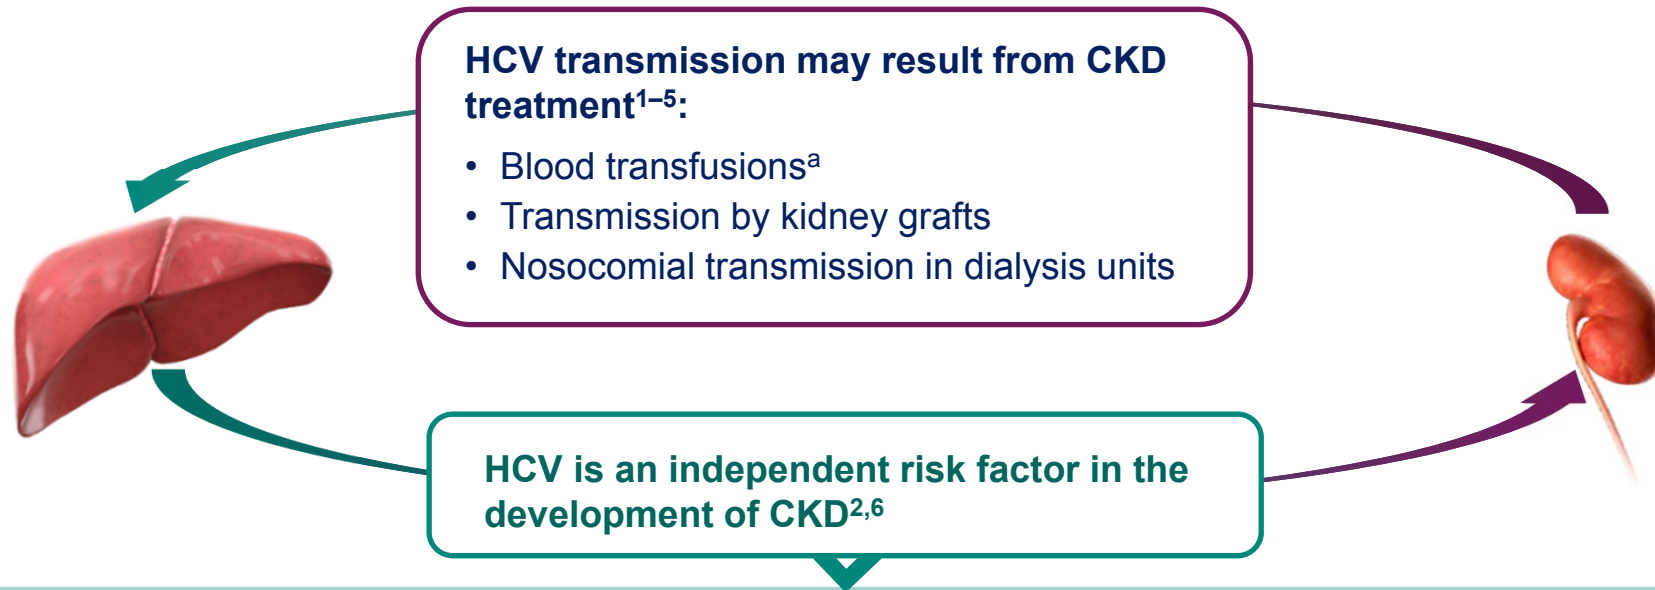 HCV transmission may result from CKD
treatment¹⁻⁵:
• Blood transfusionsᵃ
• Transmission by kidney grafts
• Nosocomial transmission in dialysis units
HCV is an independent risk factor in the
development of CKD²,⁶